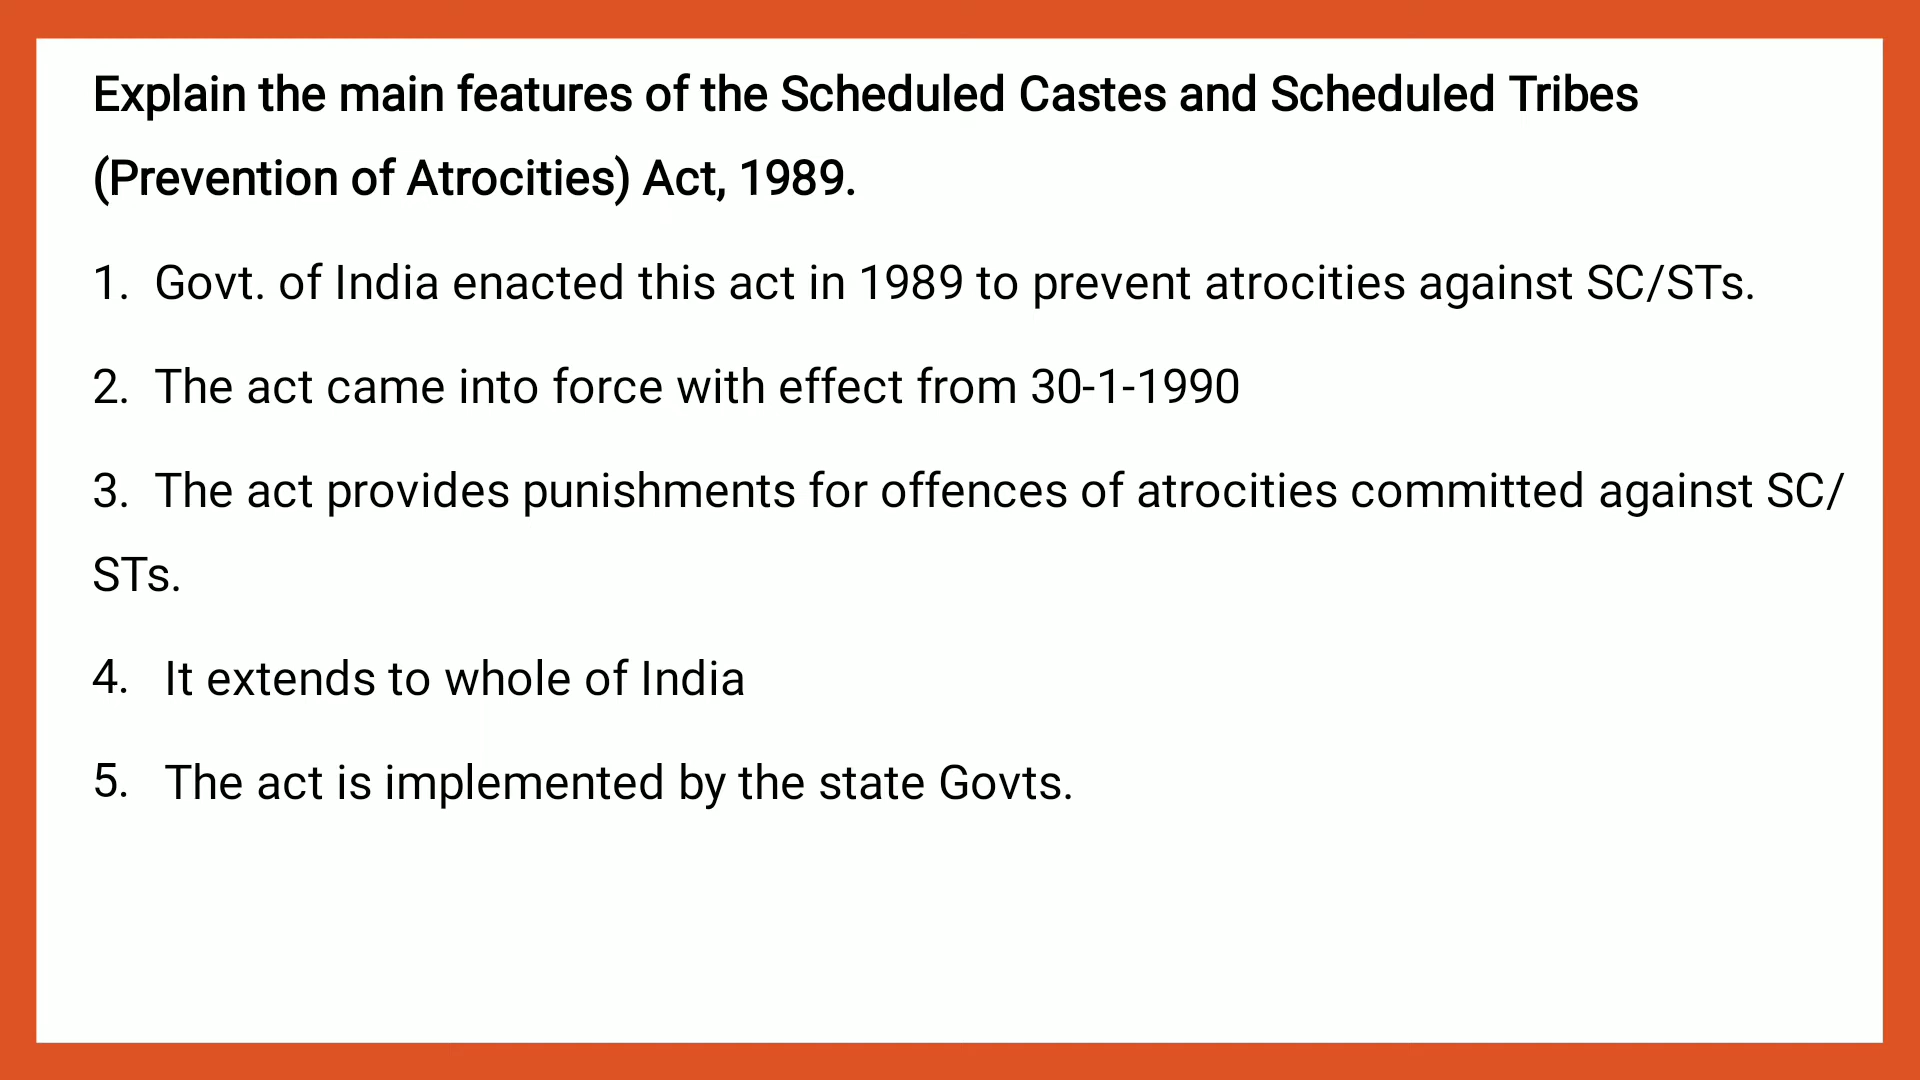 Explain the main features of the Scheduled Castes and Scheduled Tribes
(Prevention of Atrocities) Act, 1989.
1. Govt. of India enacted this act in 1989 to prevent atrocities against SC/STs.
2. The act came into force with effect from 30-1-1990
3. The act provides punishments for offences of atrocities committed against SC/
STs.
4. It extends to whole of India
5. The act is implemented by the state Govts.